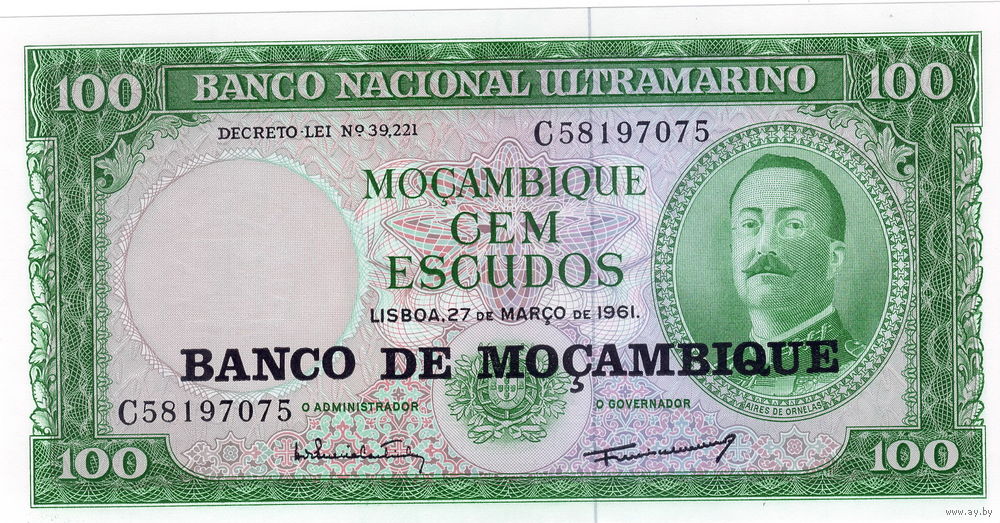 100 BANCO NACIONAL ULTRAMARINO 100
DECRETO-LEI Nº 39,221 C58197075
MOÇAMBIQUE
CEM
ESCUDOS
LISBOA, 27 DE MARÇO DE 1961.
BANCO DE MOÇAMBIQUE
C58197075 O ADMINISTRADOR O GOVERNADOR
AIRES DE ORNELAS
100 100
www.ay.by